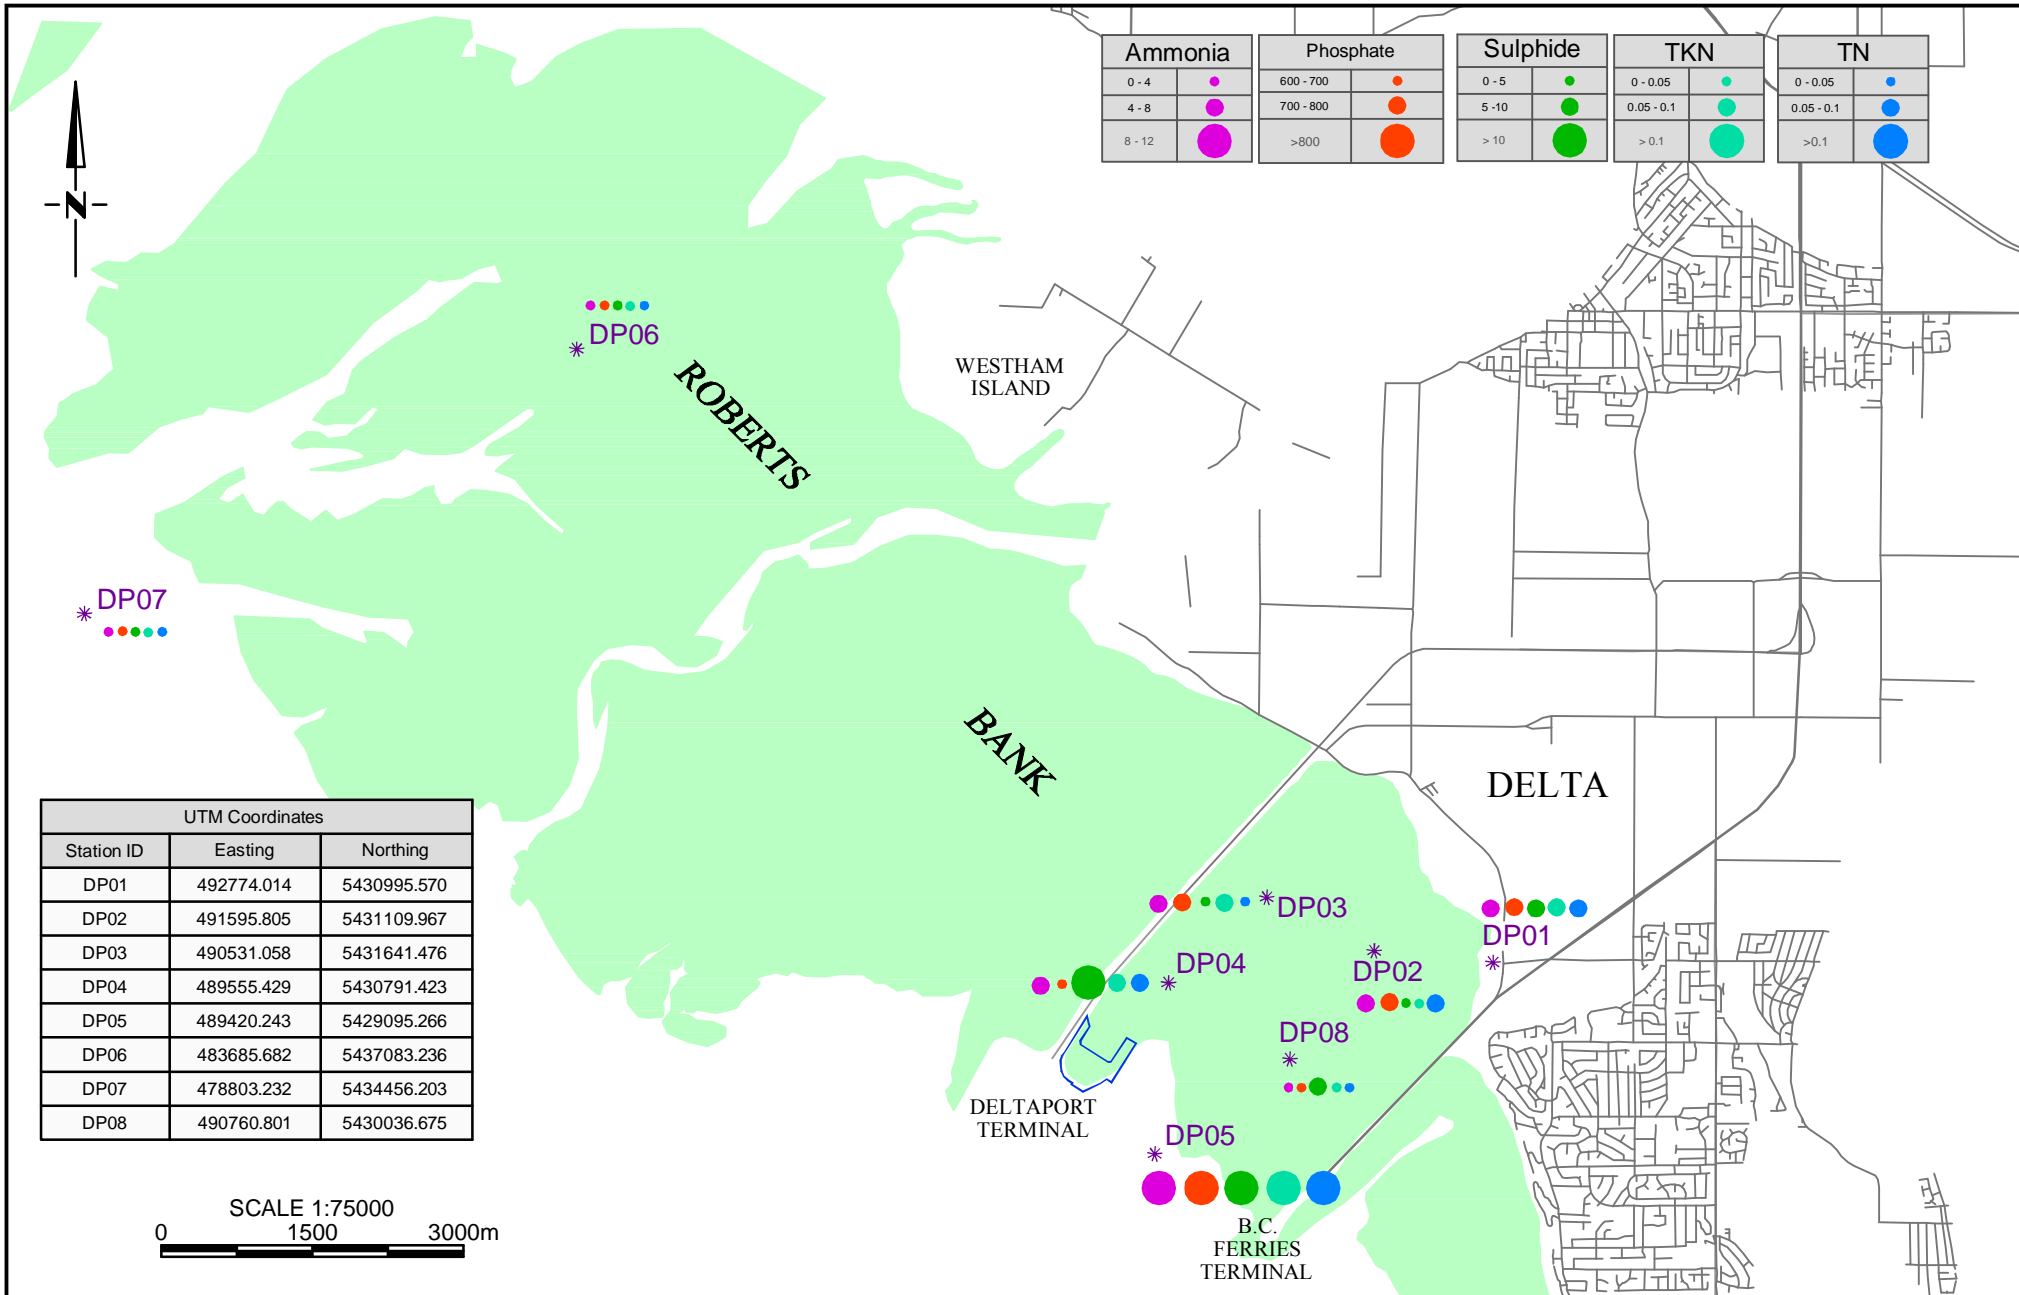 Ammonia
0 - 4
4 - 8
8 - 12
Phosphate
600 - 700
700 - 800
>800
Sulphide
0 - 5
5 -10
> 10
TKN
0 - 0.05
0.05 - 0.1
> 0.1
TN
0 - 0.05
0.05 - 0.1
>0.1
N
DP06
ROBERTS
WESTHAM
ISLAND
DP07
BANK
DELTA
DP03
DP01
DP04
DP02
DP08
DELTAPORT
TERMINAL
DP05
B.C.
FERRIES
TERMINAL
UTM Coordinates
Station ID Easting Northing
DP01 492774.014 5430995.570
DP02 491595.805 5431109.967
DP03 490531.058 5431641.476
DP04 489555.429 5430791.423
DP05 489420.243 5429095.266
DP06 483685.682 5437083.236
DP07 478803.232 5434456.203
DP08 490760.801 5430036.675
SCALE 1:75000
0 1500 3000m